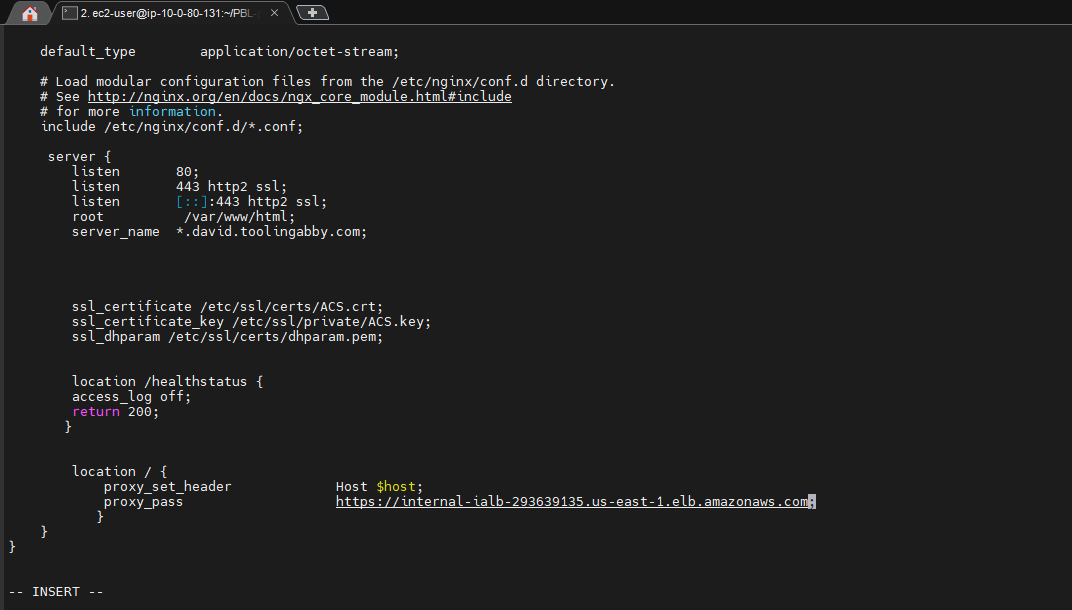 2. ec2-user@ip-10-0-80-131:~/PBL-
default_type        application/octet-stream;
# Load modular configuration files from the /etc/nginx/conf.d directory.
# See http://nginx.org/en/docs/ngx_core_module.html#include
# for more information.
include /etc/nginx/conf.d/*.conf;
server {
listen       80;
listen       443 http2 ssl;
listen       [::]:443 http2 ssl;
root          /var/www/html;
server_name  *.david.toolingabby.com;
ssl_certificate /etc/ssl/certs/ACS.crt;
ssl_certificate_key /etc/ssl/private/ACS.key;
ssl_dhparam /etc/ssl/certs/dhparam.pem;
location /healthstatus {
access_log off;
return 200;
}
location / {
proxy_set_header             Host $host;
proxy_pass                   https://internal-ialb-293639135.us-east-1.elb.amazonaws.com;
}
}
}
-- INSERT --